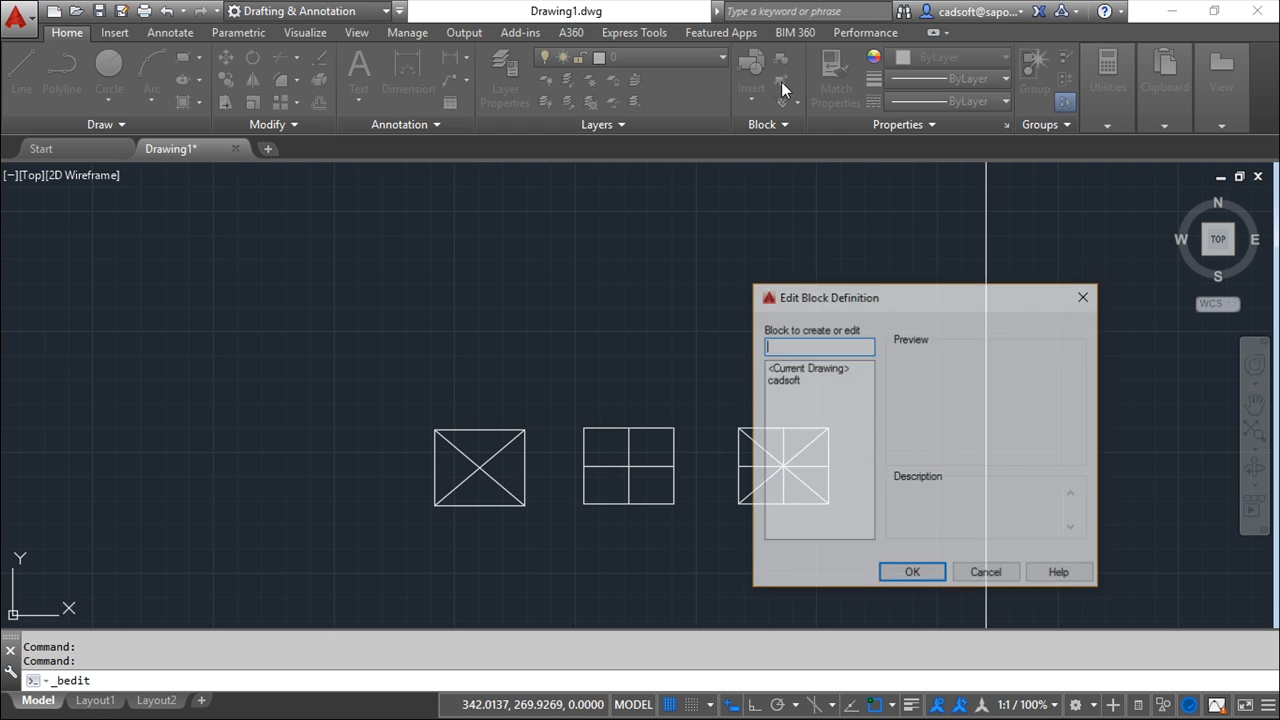 Drafting & Annotation
Drawing1.dwg
Type a keyword or phrase
cadsoft@sapo...
Home
Insert
Annotate
Parametric
Visualize
View
Manage
Output
Add-ins
A360
Express Tools
Featured Apps
BIM 360
Performance
Line
Polyline
Circle
Arc
Text
Dimension
Layer
Properties
0
Insert
Match
Properties
ByLayer
ByLayer
ByLayer
Group
Utilities
Clipboard
View
Draw
Modify
Annotation
Layers
Block
Properties
Groups
Start
Drawing1*
[−][Top][2D Wireframe]
N
W
TOP
E
S
WCS
Edit Block Definition
Block to create or edit
Preview
<Current Drawing>
cadsoft
Description
OK
Cancel
Help
Y
X
Command:
Command:
_bedit
Model
Layout1
Layout2
342.0137, 269.9269, 0.0000
MODEL
1:1 / 100%